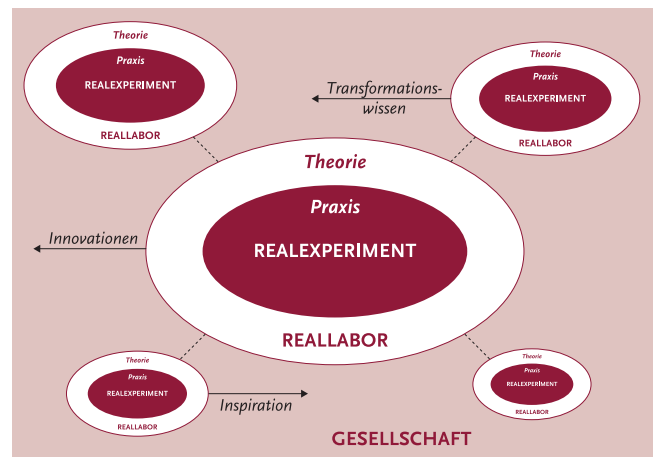 Theorie
Praxis
REALEXPERIMENT
REALLABOR
Transformations-
wissen
Theorie
Praxis
REALEXPERIMENT
REALLABOR
Theorie
Praxis
REALEXPERIMENT
REALLABOR
Innovationen
Theorie
Praxis
REALEXPERIMENT
REALLABOR
Inspiration
Theorie
Praxis
REALEXPERIMENT
REALLABOR
GESELLSCHAFT